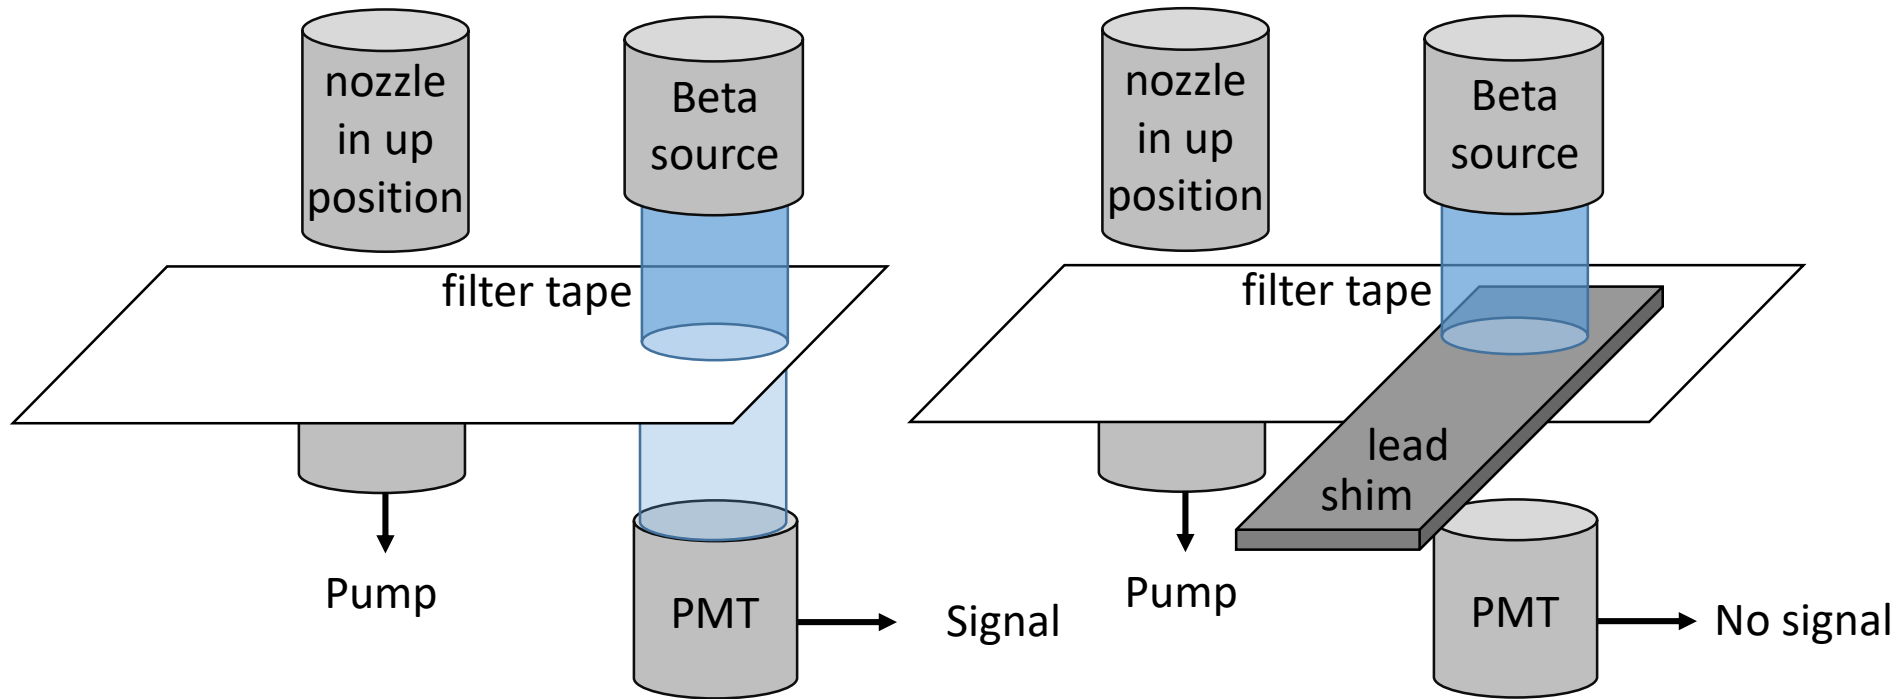 nozzle
in up
position
Beta
source
filter tape
Pump
PMT
Signal
nozzle
in up
position
Beta
source
filter tape
lead
shim
Pump
PMT
No signal